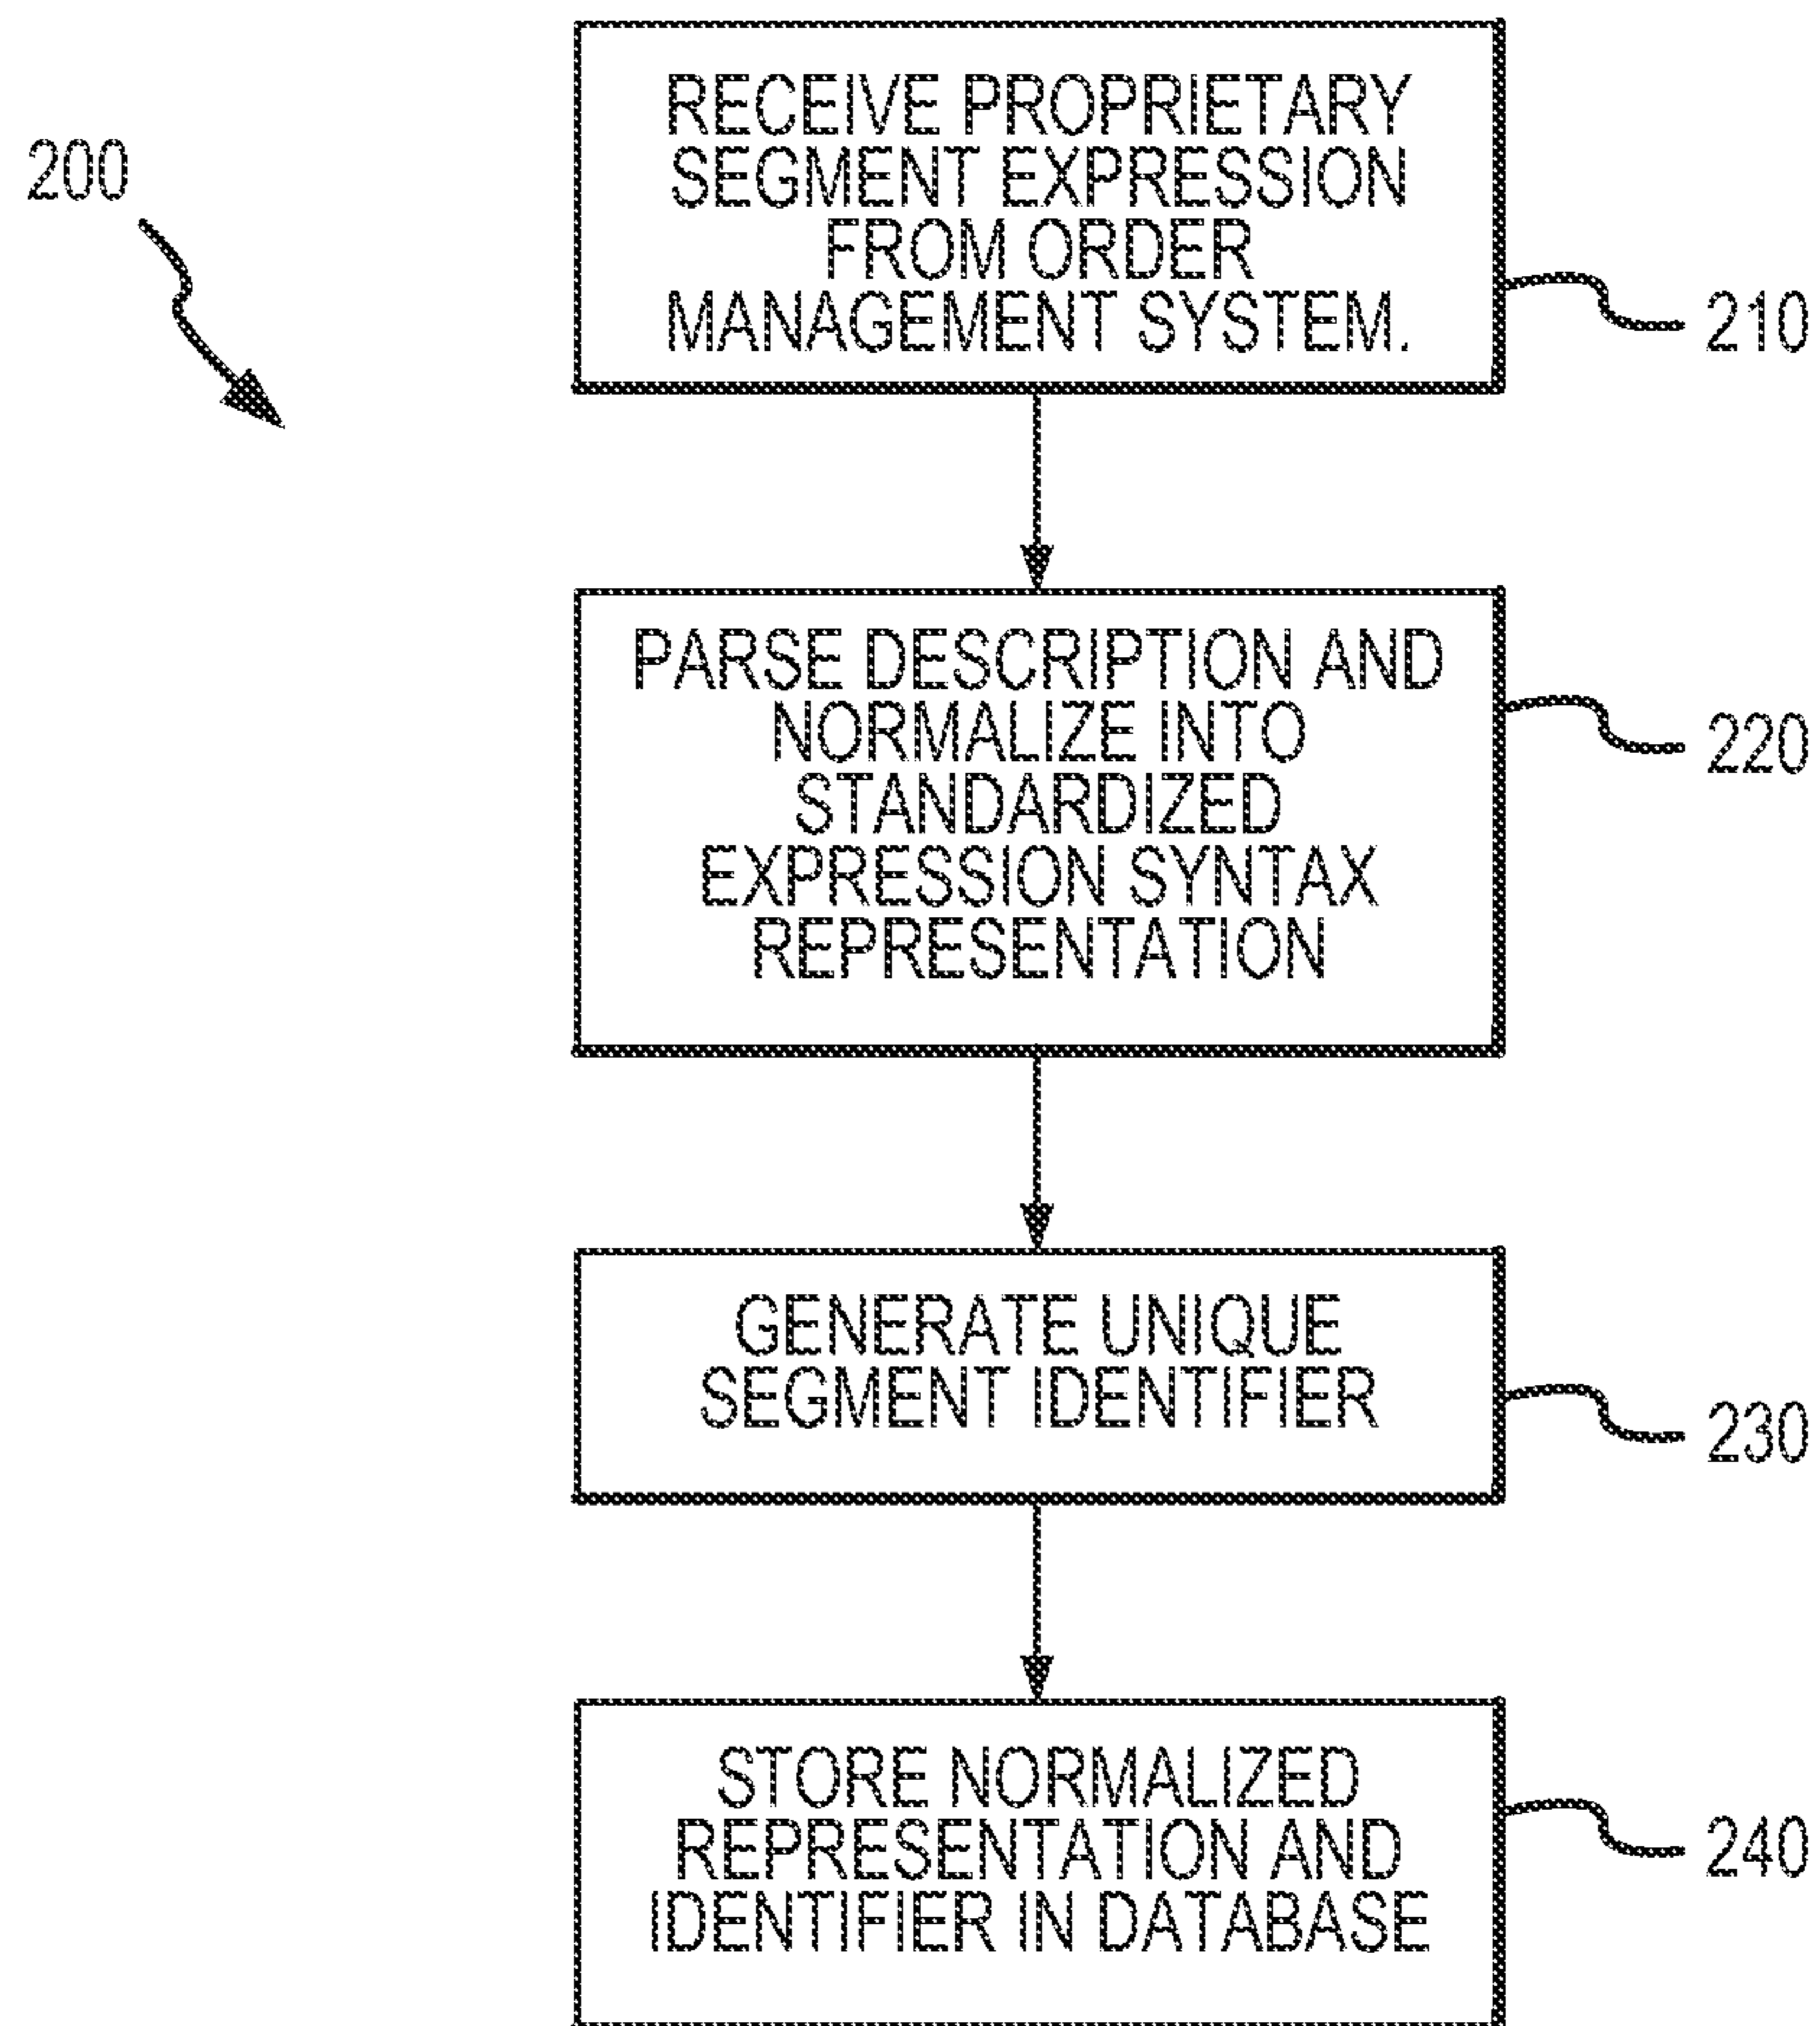 200
RECEIVE PROPRIETARY
SEGMENT EXPRESSION
FROM ORDER
MANAGEMENT SYSTEM.
210
PARSE DESCRIPTION AND
NORMALIZE INTO
STANDARDIZED
EXPRESSION SYNTAX
REPRESENTATION
220
GENERATE UNIQUE
SEGMENT IDENTIFIER
230
STORE NORMALIZED
REPRESENTATION AND
IDENTIFIER IN DATABASE
240